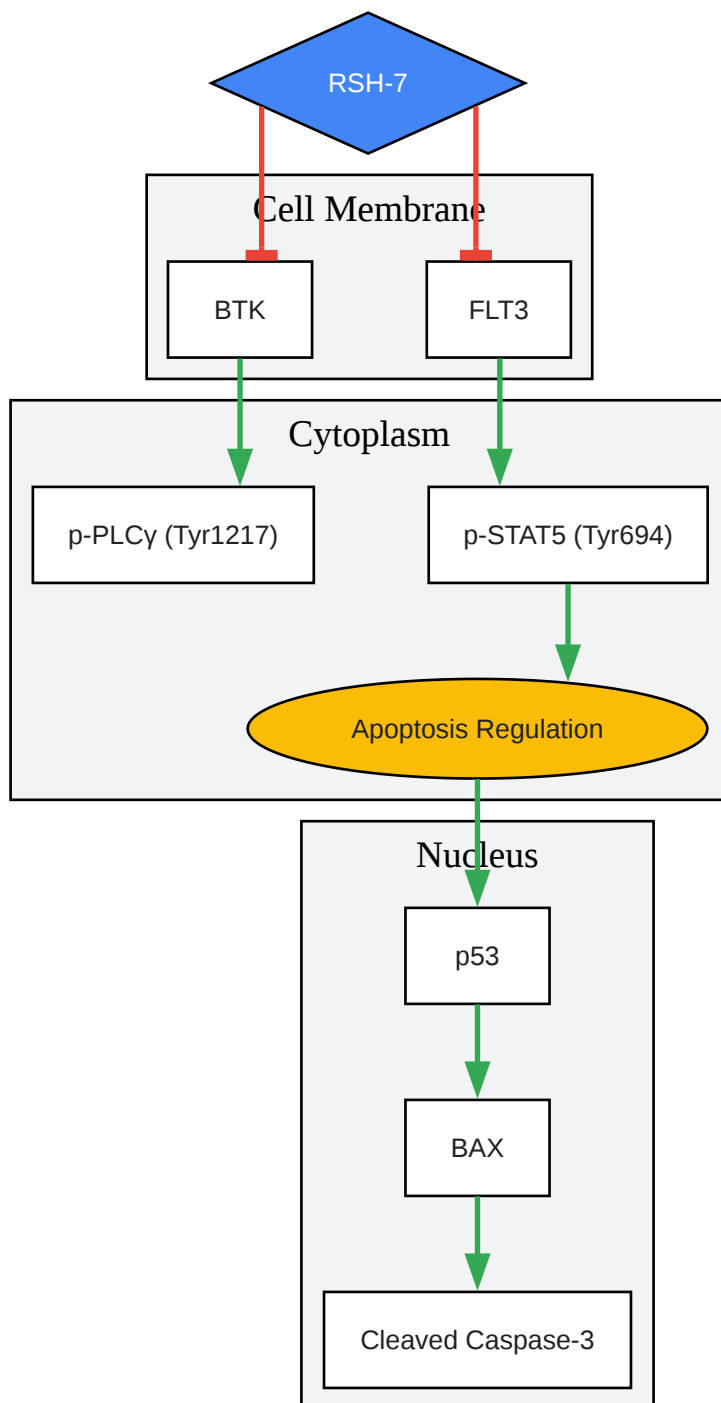 RSH-7
Cell Membrane
BTK
FLT3
Cytoplasm
p-PLCγ (Tyr1217)
p-STAT5 (Tyr694)
Apoptosis Regulation
Nucleus
p53
BAX
Cleaved Caspase-3